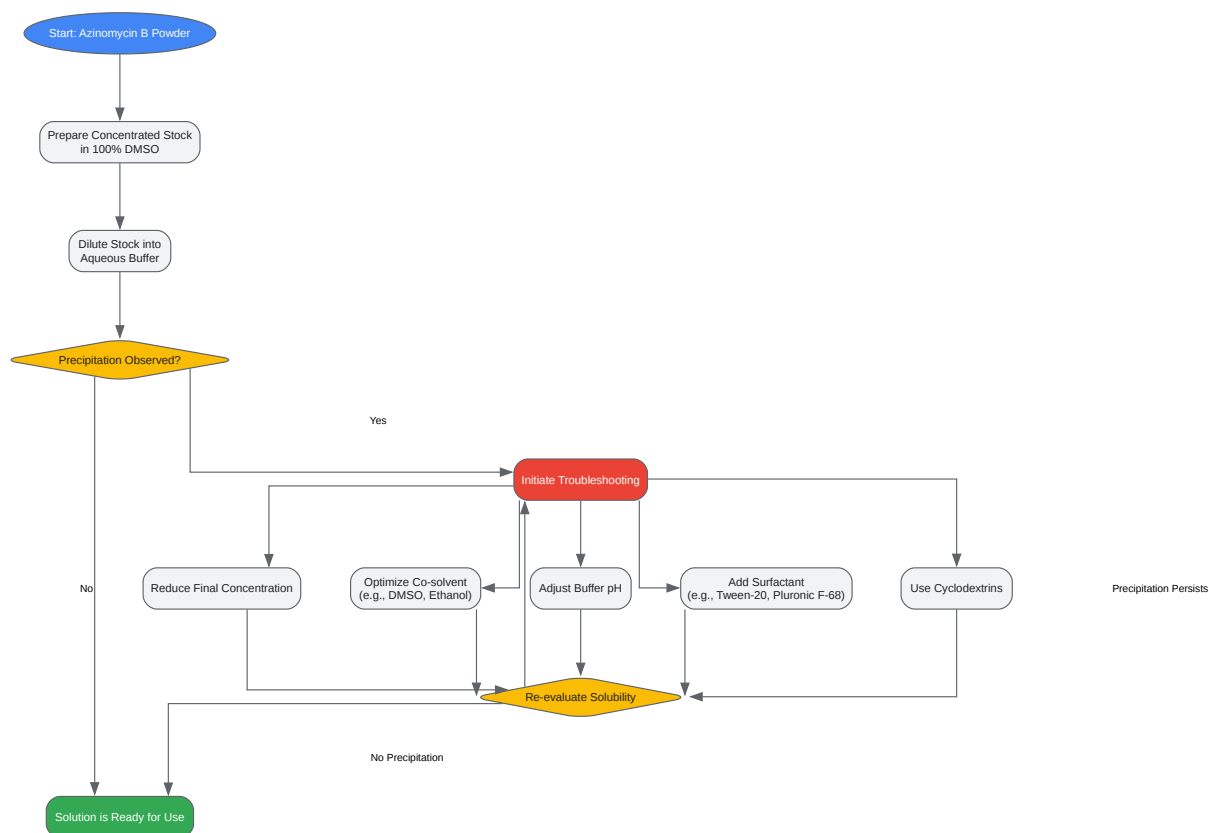 Start: Azinomycin B Powder
Prepare Concentrated Stock
in 100% DMSO
Dilute Stock into
Aqueous Buffer
Precipitation Observed?
Yes
Initiate Troubleshooting
No
Reduce Final Concentration
Optimize Co-solvent
(e.g., DMSO, Ethanol)
Adjust Buffer pH
Add Surfactant
(e.g., Tween-20, Pluronic F-68)
Use Cyclodextrins
Precipitation Persists
Re-evaluate Solubility
No Precipitation
Solution is Ready for Use